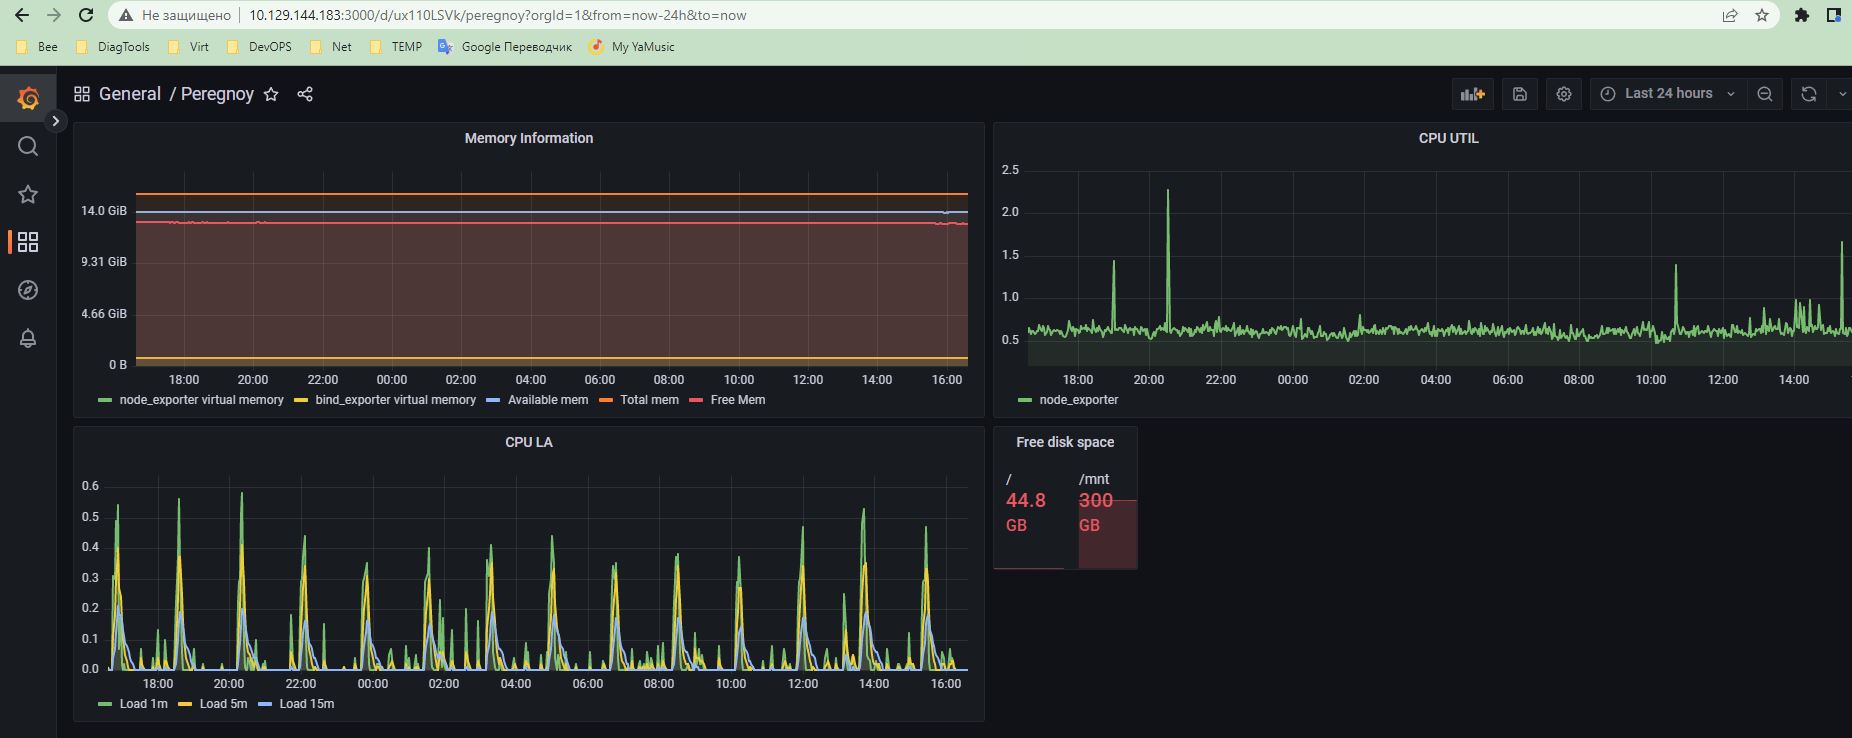 Не защищено 10.129.144.183:3000/d/ux110LSVk/peregnoy?orgId=1&from=now-24h&to=now
Bee DiagTools Virt DevOPS Net TEMP Google Переводчик My YaMusic
General / Peregnoy
Last 24 hours
Memory Information
14.0 GiB
9.31 GiB
4.66 GiB
0 B
18:00 20:00 22:00 00:00 02:00 04:00 06:00 08:00 10:00 12:00 14:00 16:00
node_exporter virtual memory bind_exporter virtual memory Available mem Total mem Free Mem
CPU UTIL
2.5
2.0
1.5
1.0
0.5
18:00 20:00 22:00 00:00 02:00 04:00 06:00 08:00 10:00 12:00 14:00
node_exporter
CPU LA
0.6
0.5
0.4
0.3
0.2
0.1
0.0
18:00 20:00 22:00 00:00 02:00 04:00 06:00 08:00 10:00 12:00 14:00 16:00
Load 1m Load 5m Load 15m
Free disk space
/
44.8
GB
/mnt
300
GB